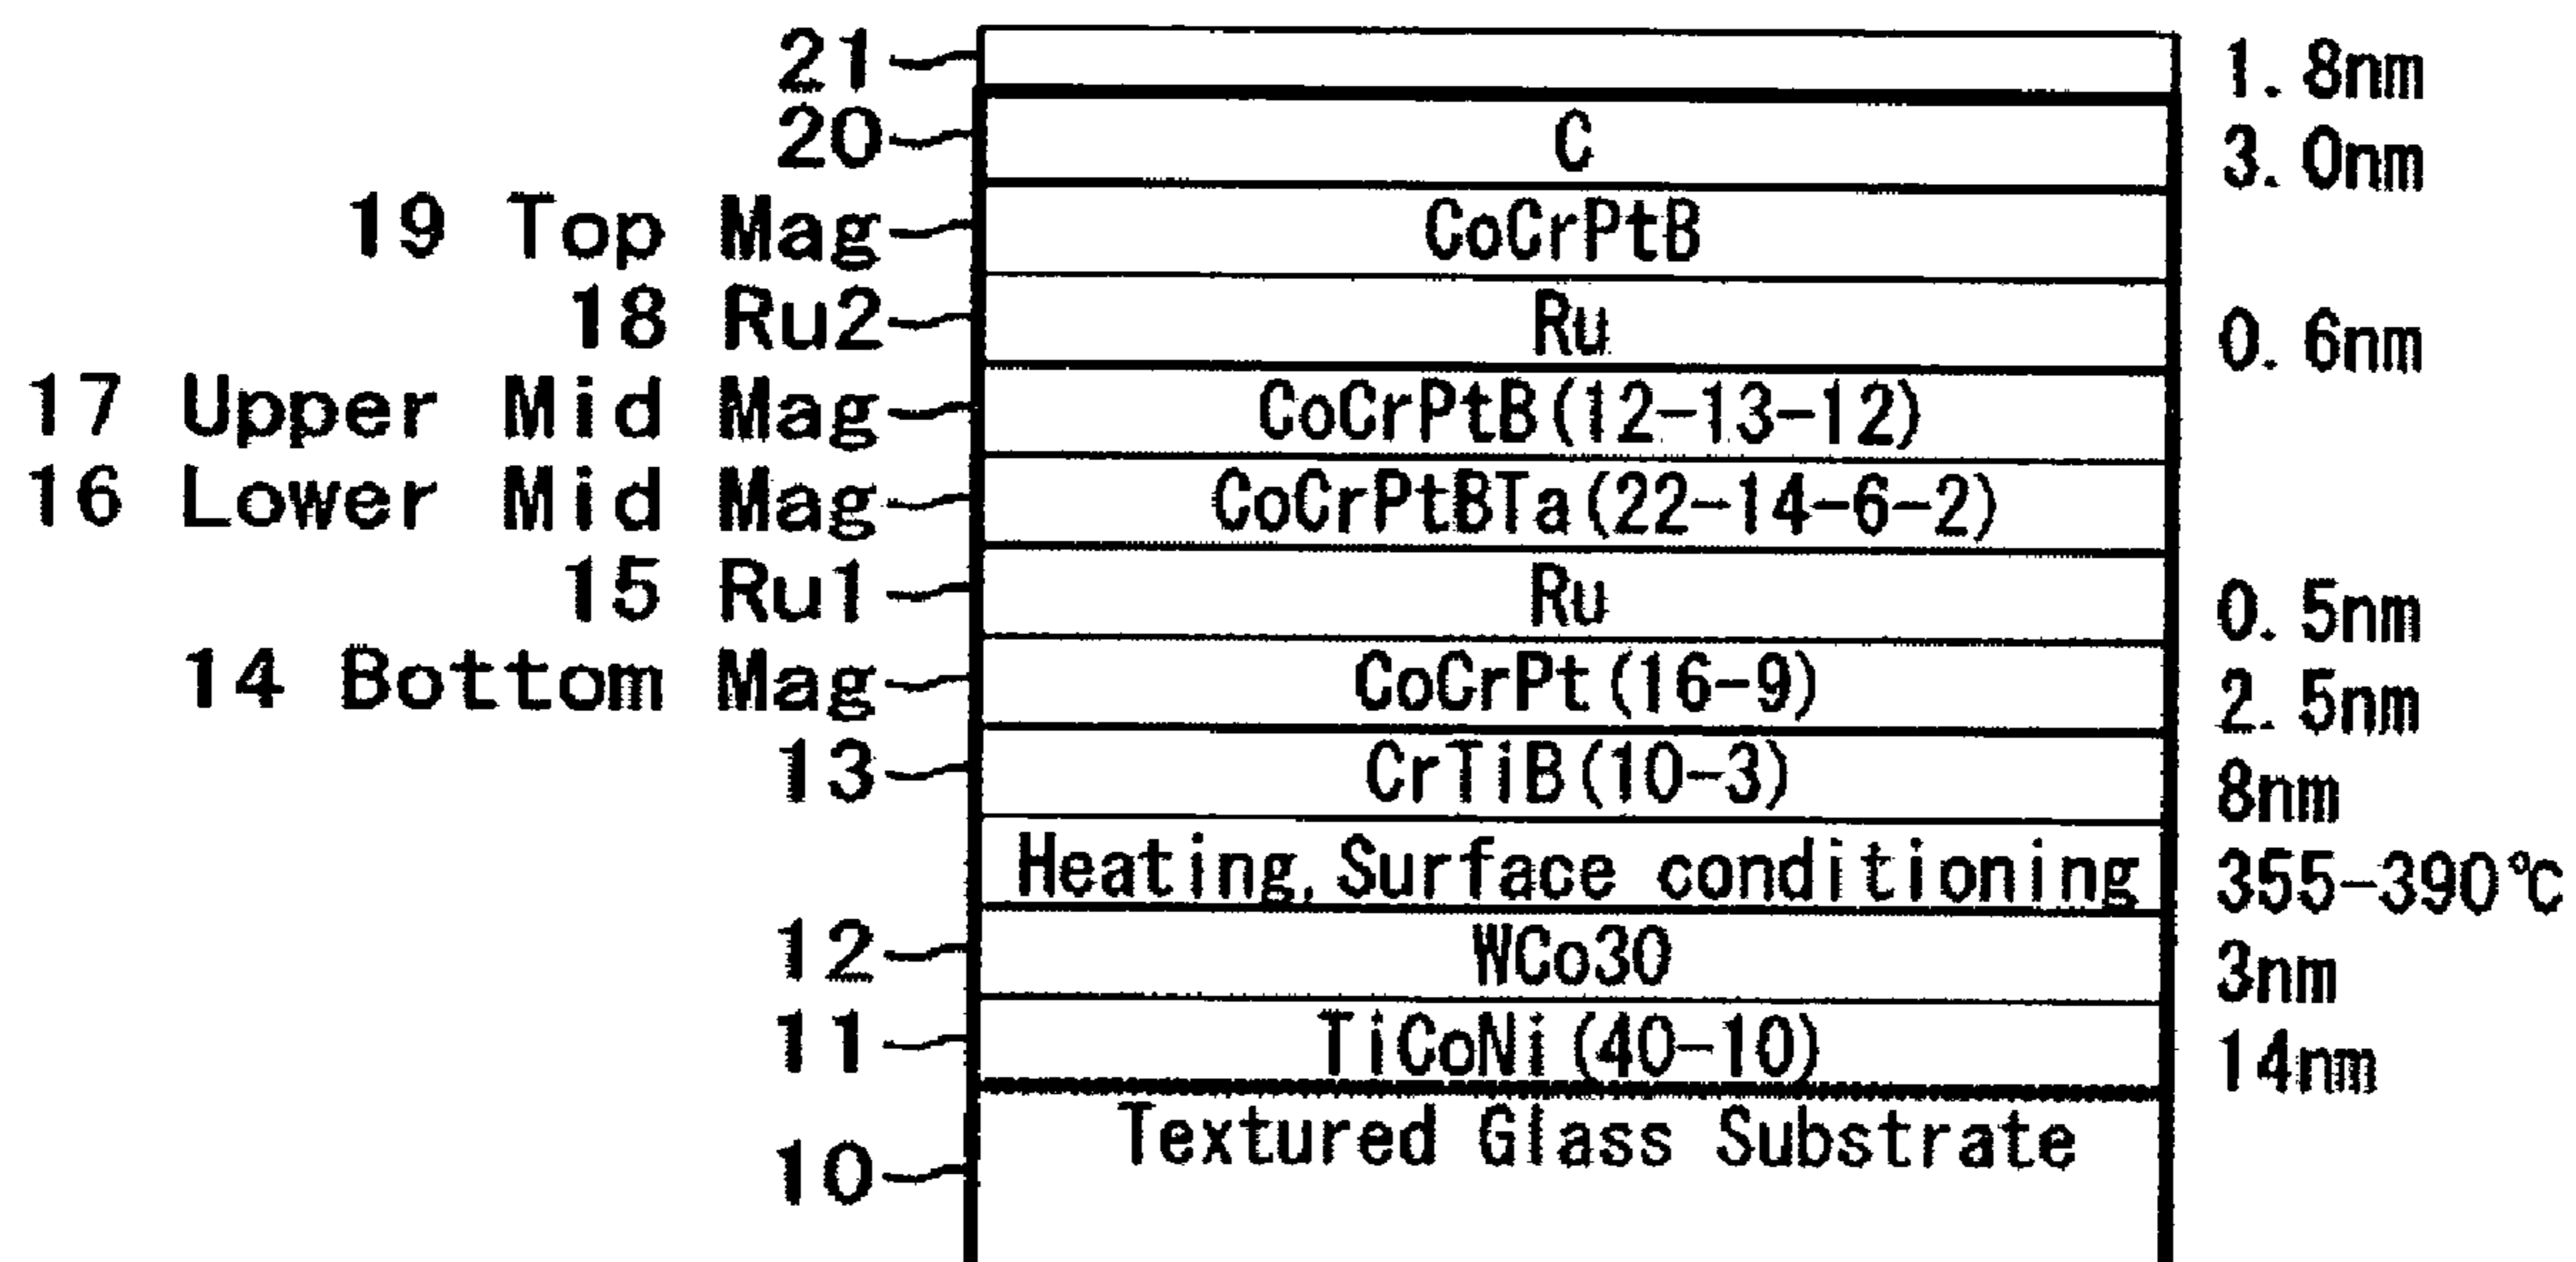 21 1.8nm
20 C 3.0nm
19 Top Mag CoCrPtB
18 Ru2 Ru 0.6nm
17 Upper Mid Mag CoCrPtB(12-13-12)
16 Lower Mid Mag CoCrPtBTa(22-14-6-2)
15 Ru1 Ru 0.5nm
14 Bottom Mag CoCrPt(16-9) 2.5nm
13 CrTiB(10-3) 8nm
Heating,Surface conditioning 355-390℃
12 WCo30 3nm
11 TiCoNi(40-10) 14nm
10 Textured Glass Substrate